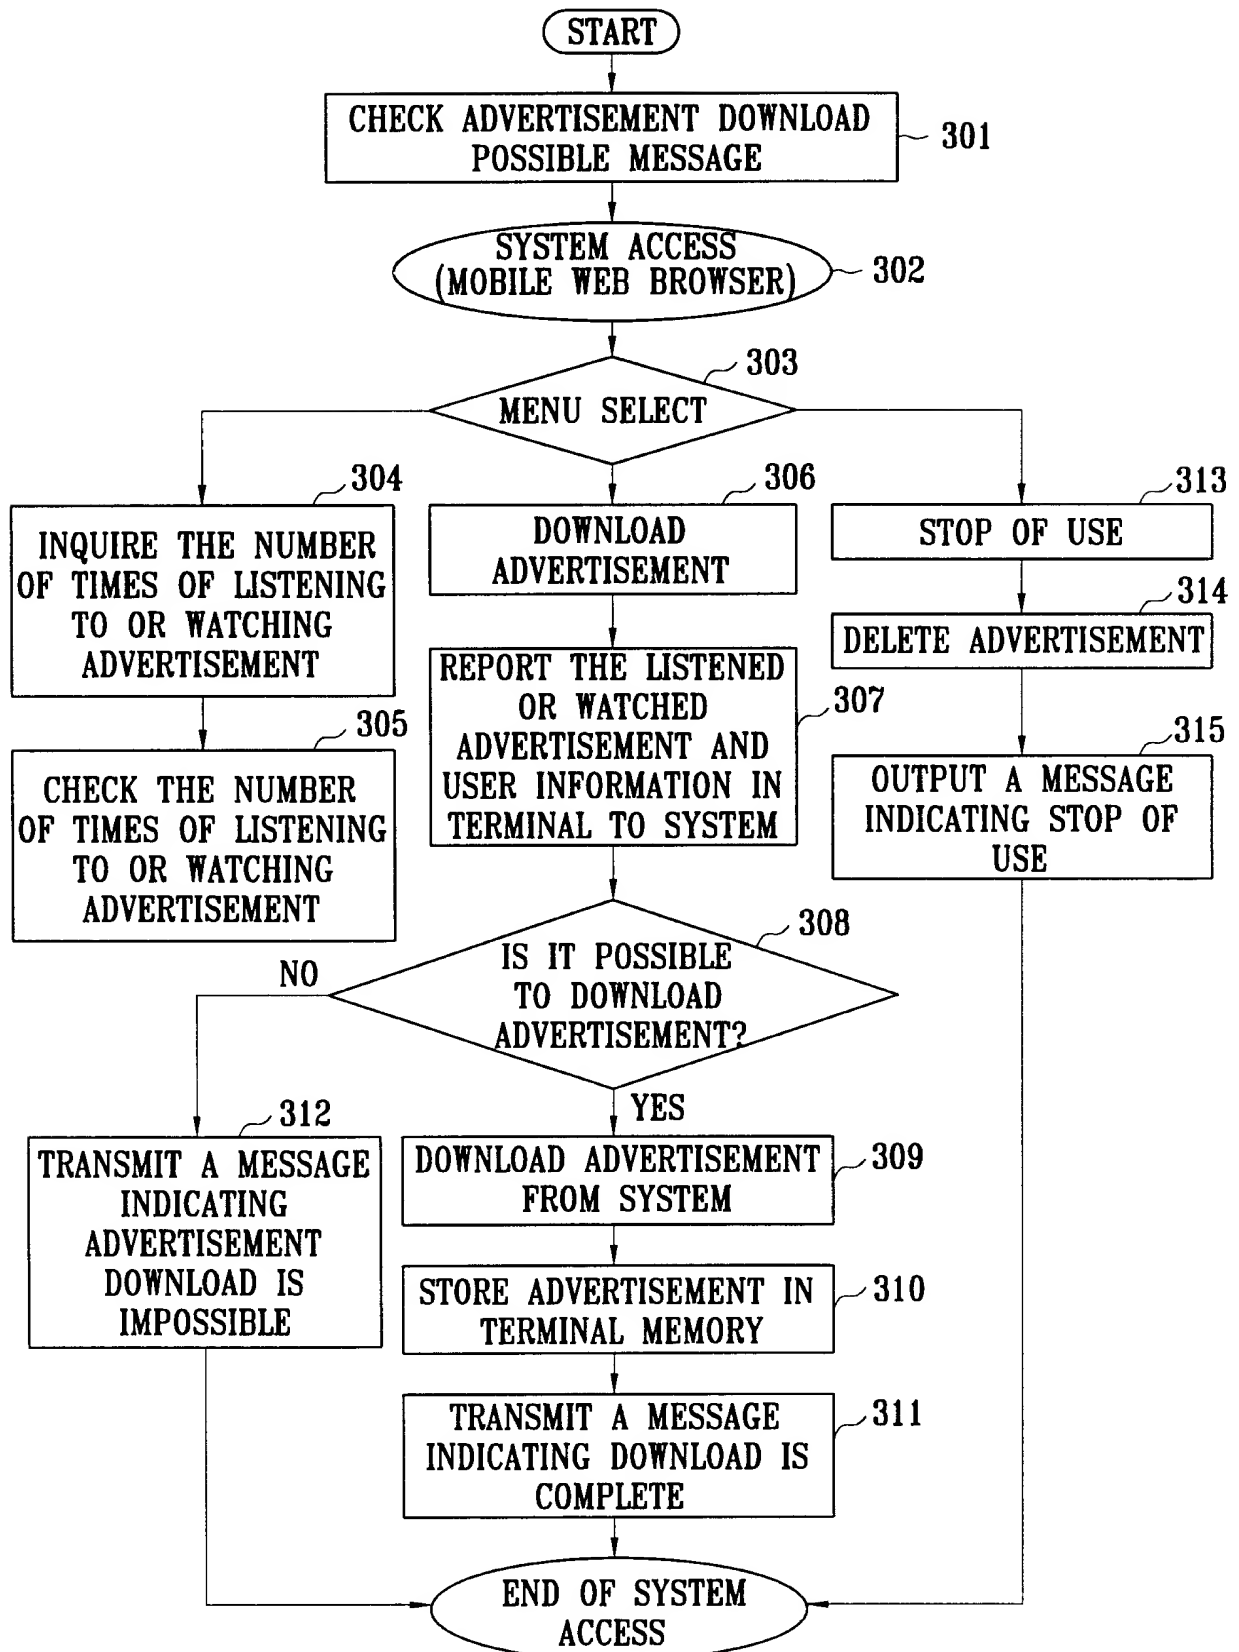 START
CHECK ADVERTISEMENT DOWNLOAD
POSSIBLE MESSAGE
301
SYSTEM ACCESS
(MOBILE WEB BROWSER)
302
303
MENU SELECT
304
INQUIRE THE NUMBER
OF TIMES OF LISTENING
TO OR WATCHING
ADVERTISEMENT
305
CHECK THE NUMBER
OF TIMES OF LISTENING
TO OR WATCHING
ADVERTISEMENT
306
DOWNLOAD
ADVERTISEMENT
REPORT THE LISTENED
OR WATCHED
ADVERTISEMENT AND
USER INFORMATION IN
TERMINAL TO SYSTEM
307
313
STOP OF USE
314
DELETE ADVERTISEMENT
315
OUTPUT A MESSAGE
INDICATING STOP OF
USE
308
IS IT POSSIBLE
TO DOWNLOAD
ADVERTISEMENT?
NO
YES
312
TRANSMIT A MESSAGE
INDICATING
ADVERTISEMENT
DOWNLOAD IS
IMPOSSIBLE
DOWNLOAD ADVERTISEMENT
FROM SYSTEM
309
STORE ADVERTISEMENT IN
TERMINAL MEMORY
310
TRANSMIT A MESSAGE
INDICATING DOWNLOAD IS
COMPLETE
311
END OF SYSTEM
ACCESS